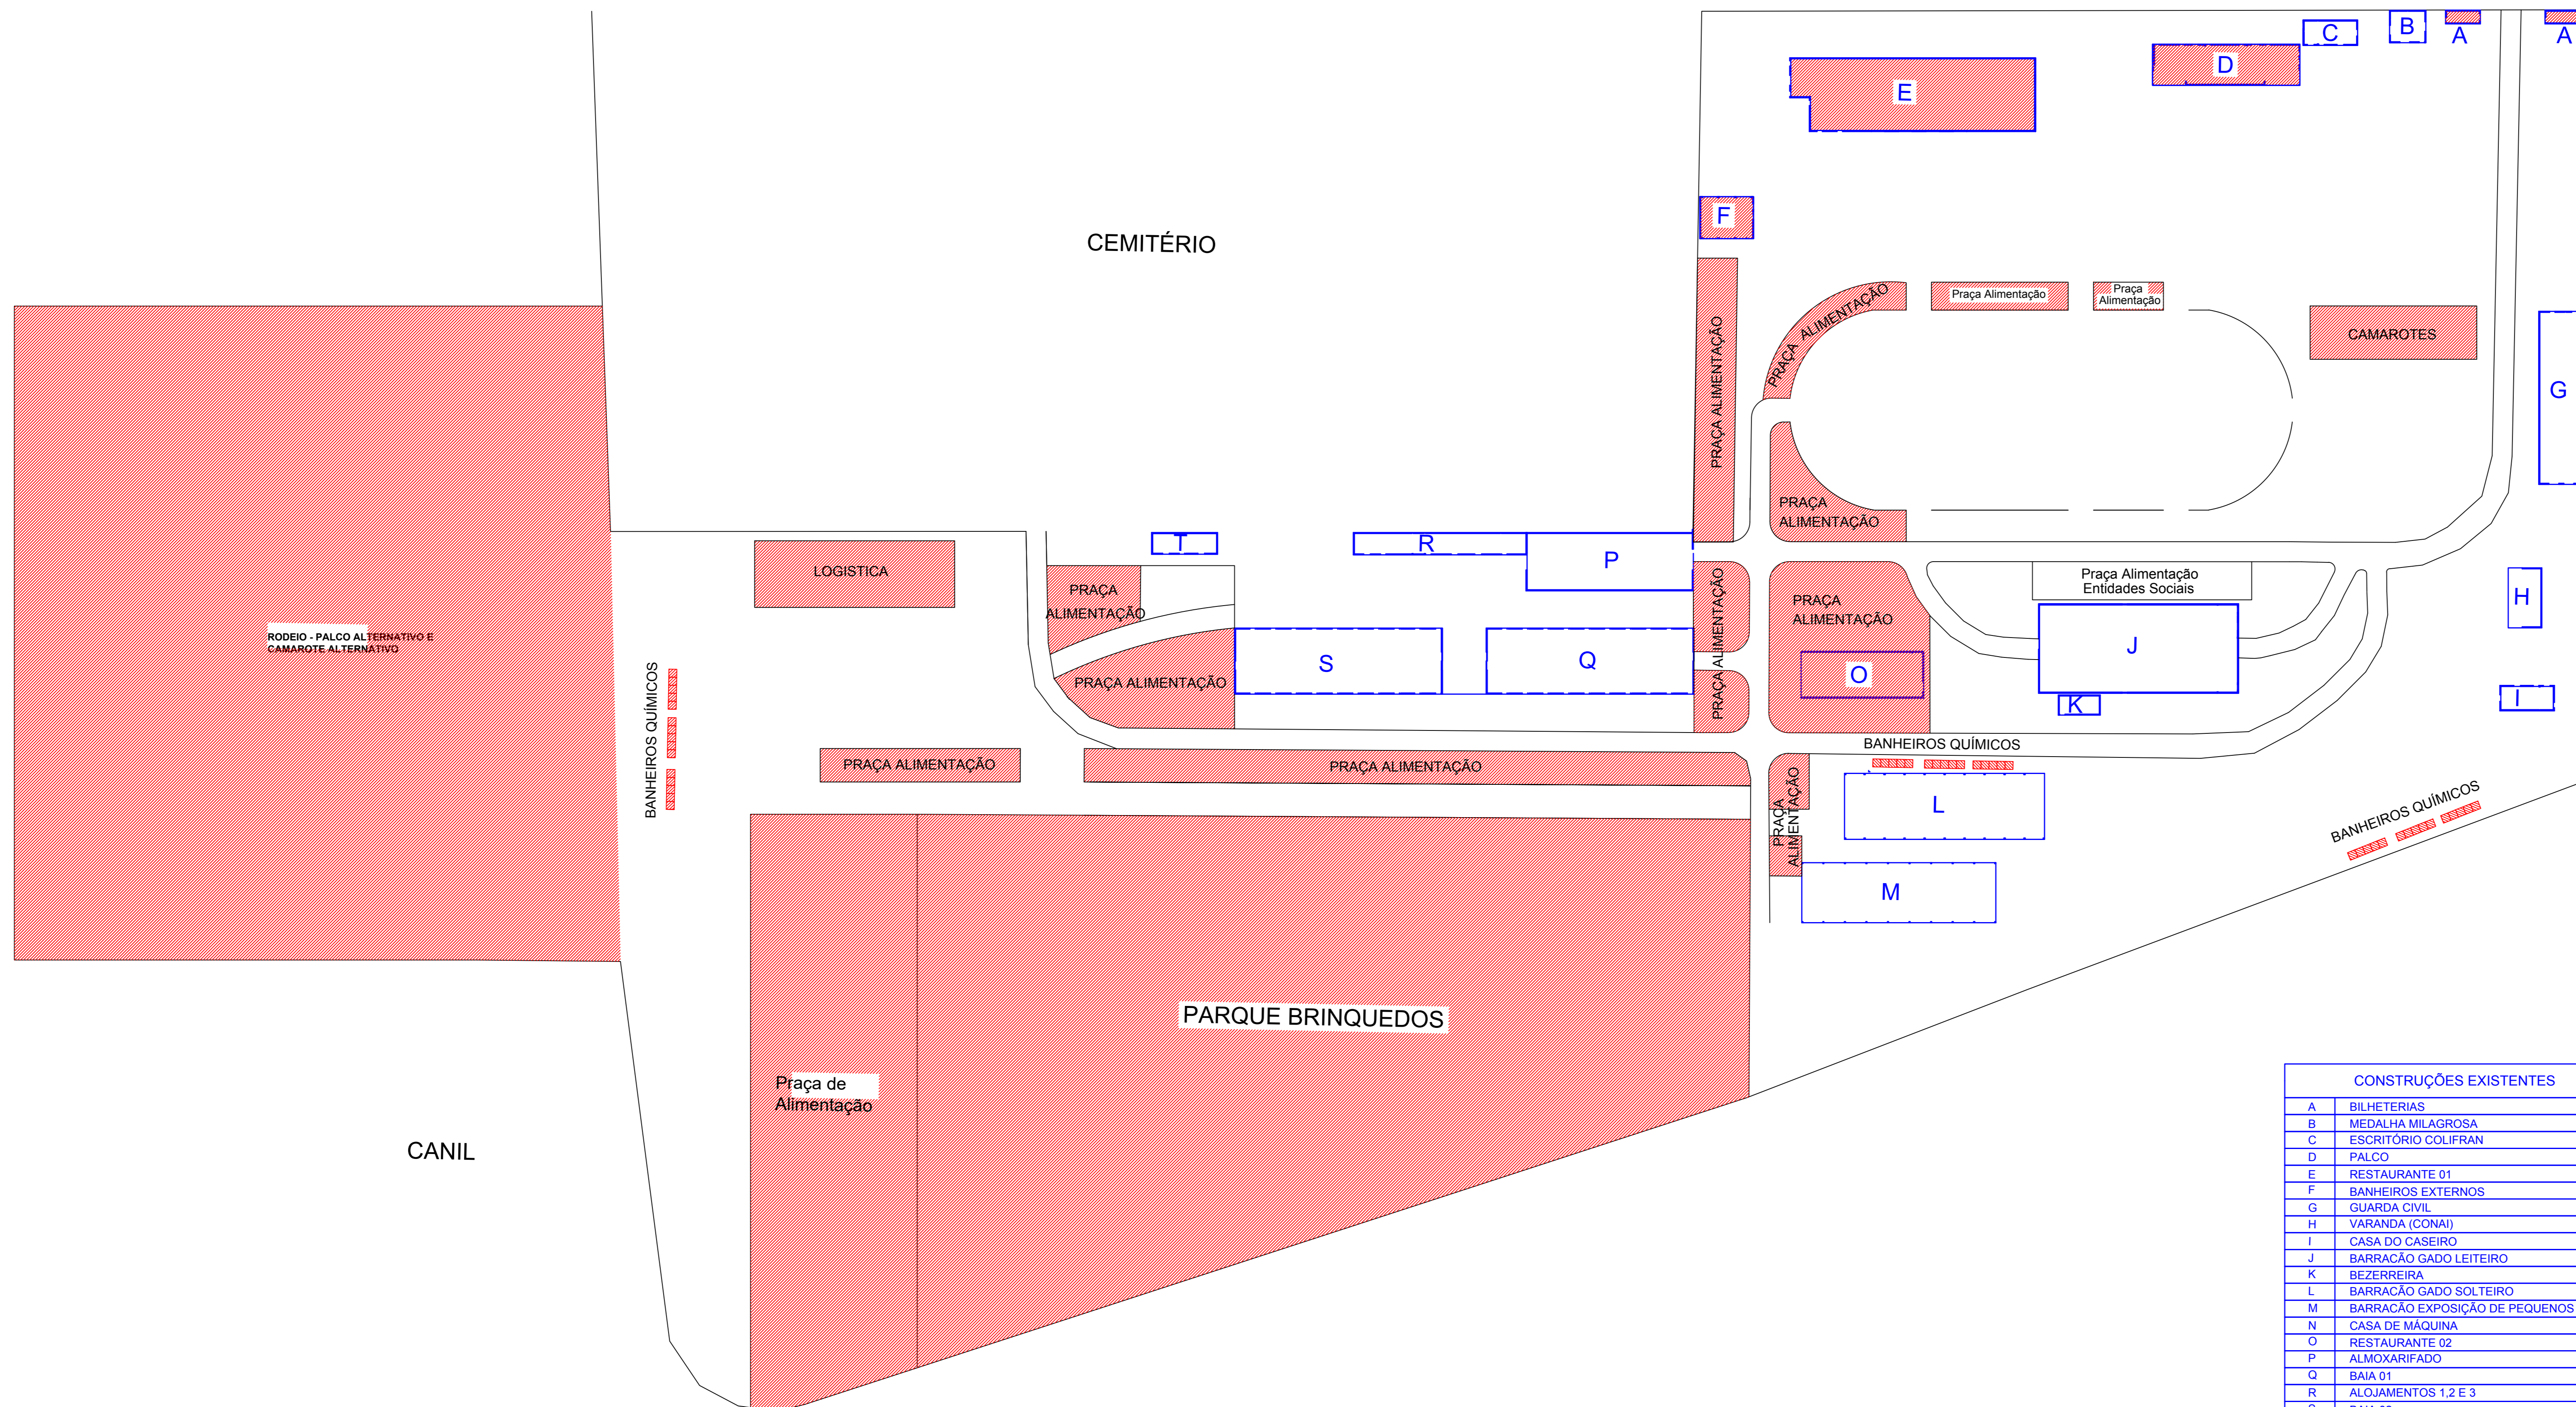 C
B
A
A
D
E
F
CEMITÉRIO
PRAÇA ALIMENTAÇÃO
PRAÇA ALIMENTAÇÃO
Praça Alimentação
Praça
Alimentação
CAMAROTES
G
PRAÇA
ALIMENTAÇÃO
T
R
P
LOGISTICA
PRAÇA
ALIMENTAÇÃO
PRAÇA ALIMENTAÇÃO
S
Q
PRAÇA ALIMENTAÇÃO
PRAÇA
ALIMENTAÇÃO
O
Praça Alimentação
Entidades Sociais
J
K
H
I
RODEIO - PALCO ALTERNATIVO E
CAMAROTE ALTERNATIVO
BANHEIROS QUÍMICOS
PRAÇA ALIMENTAÇÃO
PRAÇA ALIMENTAÇÃO
BANHEIROS QUÍMICOS
PRAÇA
ALIMENTAÇÃO
L
M
BANHEIROS QUÍMICOS
PARQUE BRINQUEDOS
Praça de
Alimentação
CANIL
CONSTRUÇÕES EXISTENTES
A BILHETERIAS
B MEDALHA MILAGROSA
C ESCRITÓRIO COLIFRAN
D PALCO
E RESTAURANTE 01
F BANHEIROS EXTERNOS
G GUARDA CIVIL
H VARANDA (CONAI)
I CASA DO CASEIRO
J BARRACÃO GADO LEITEIRO
K BEZERREIRA
L BARRACÃO GADO SOLTEIRO
M BARRACÃO EXPOSIÇÃO DE PEQUENOS
N CASA DE MÁQUINA
O RESTAURANTE 02
P ALMOXARIFADO
Q BAIA 01
R ALOJAMENTOS 1,2 E 3